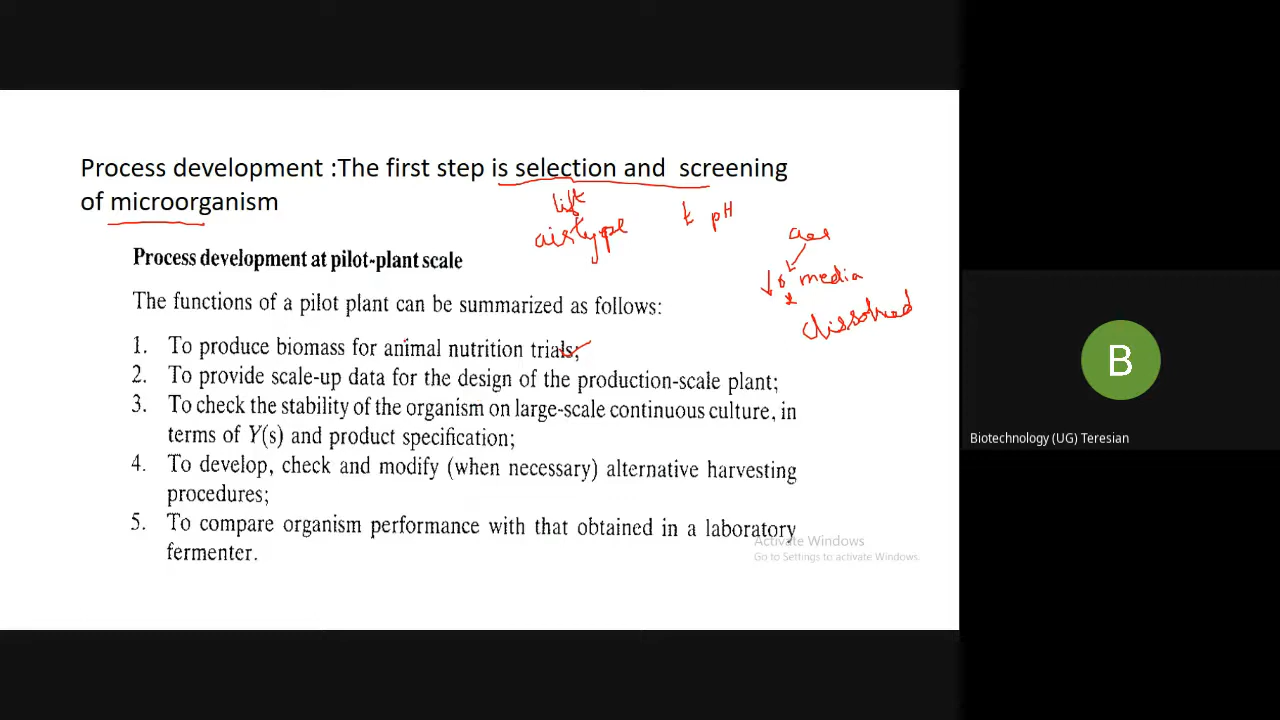 Process development :The first step is selection and screening
of microorganism
lift
airtype
t pH
aer
media
dissolved
Process development at pilot-plant scale
The functions of a pilot plant can be summarized as follows:
1. To produce biomass for animal nutrition trials;
2. To provide scale-up data for the design of the production-scale plant;
3. To check the stability of the organism on large-scale continuous culture, in
terms of Y(s) and product specification;
4. To develop, check and modify (when necessary) alternative harvesting
procedures;
5. To compare organism performance with that obtained in a laboratory
fermenter.
Activate Windows
Go to Settings to activate Windows.
B
Biotechnology (UG) Teresian